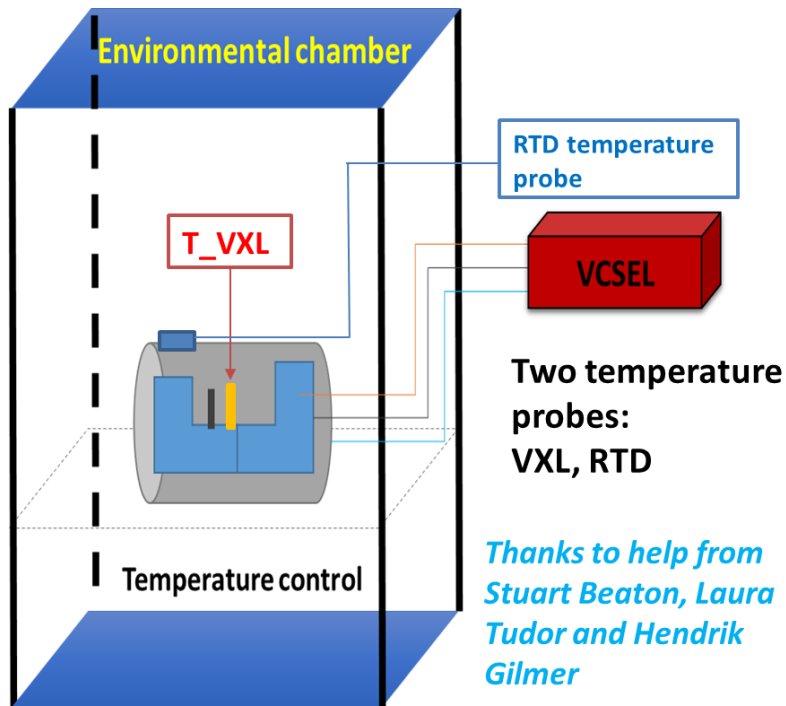 Environmental chamber
RTD temperature
probe
T_VXL
VCSEL
Two temperature
probes:
VXL, RTD
Temperature control
Thanks to help from
Stuart Beaton, Laura
Tudor and Hendrik
Gilmer